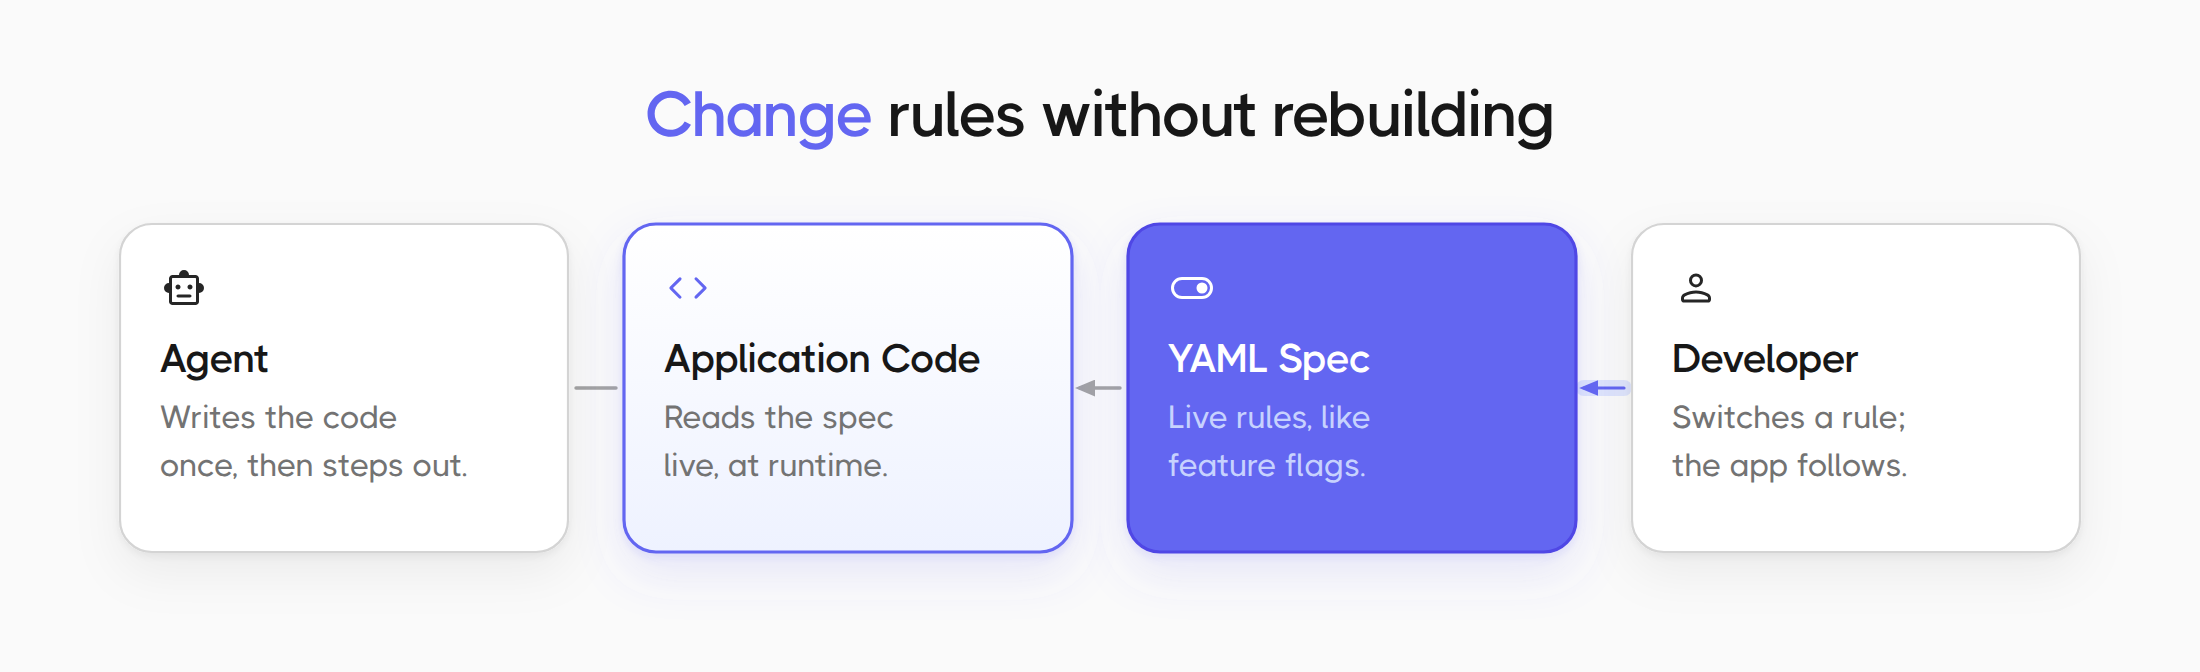 Change rules without rebuilding
Agent
Writes the code
once, then steps out.
Application Code
Reads the spec
live, at runtime.
YAML Spec
Live rules, like
feature flags.
Developer
Switches a rule;
the app follows.